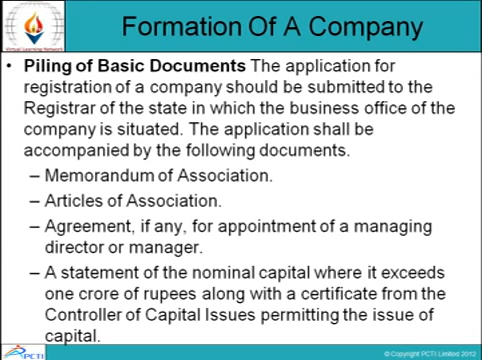 Formation Of A Company
Virtual Learning Network
• Piling of Basic Documents The application for
registration of a company should be submitted to the
Registrar of the state in which the business office of the
company is situated. The application shall be
accompanied by the following documents.
– Memorandum of Association.
– Articles of Association.
– Agreement, if any, for appointment of a managing
director or manager.
– A statement of the nominal capital where it exceeds
one crore of rupees along with a certificate from the
Controller of Capital Issues permitting the issue of
capital.
PCTI
© Copyright PCTI Limited 2012